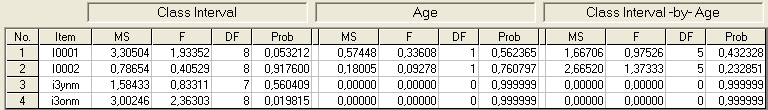 Class Interval Age Class Interval -by- Age
No. Item MS F DF Prob MS F DF Prob MS F DF Prob
1 I0001 3,30504 1,93352 8 0,053212 0,57448 0,33608 1 0,562365 1,66706 0,97526 5 0,432328
2 I0002 0,78654 0,40529 8 0,917600 0,18005 0,09278 1 0,760797 2,66520 1,37333 5 0,232851
3 i3ynm 1,58433 0,83311 7 0,560409 0,00000 0,00000 0 0,999999 0,00000 0,00000 0 0,999999
4 i3onm 3,00246 2,36303 8 0,019815 0,00000 0,00000 0 0,999999 0,00000 0,00000 0 0,999999